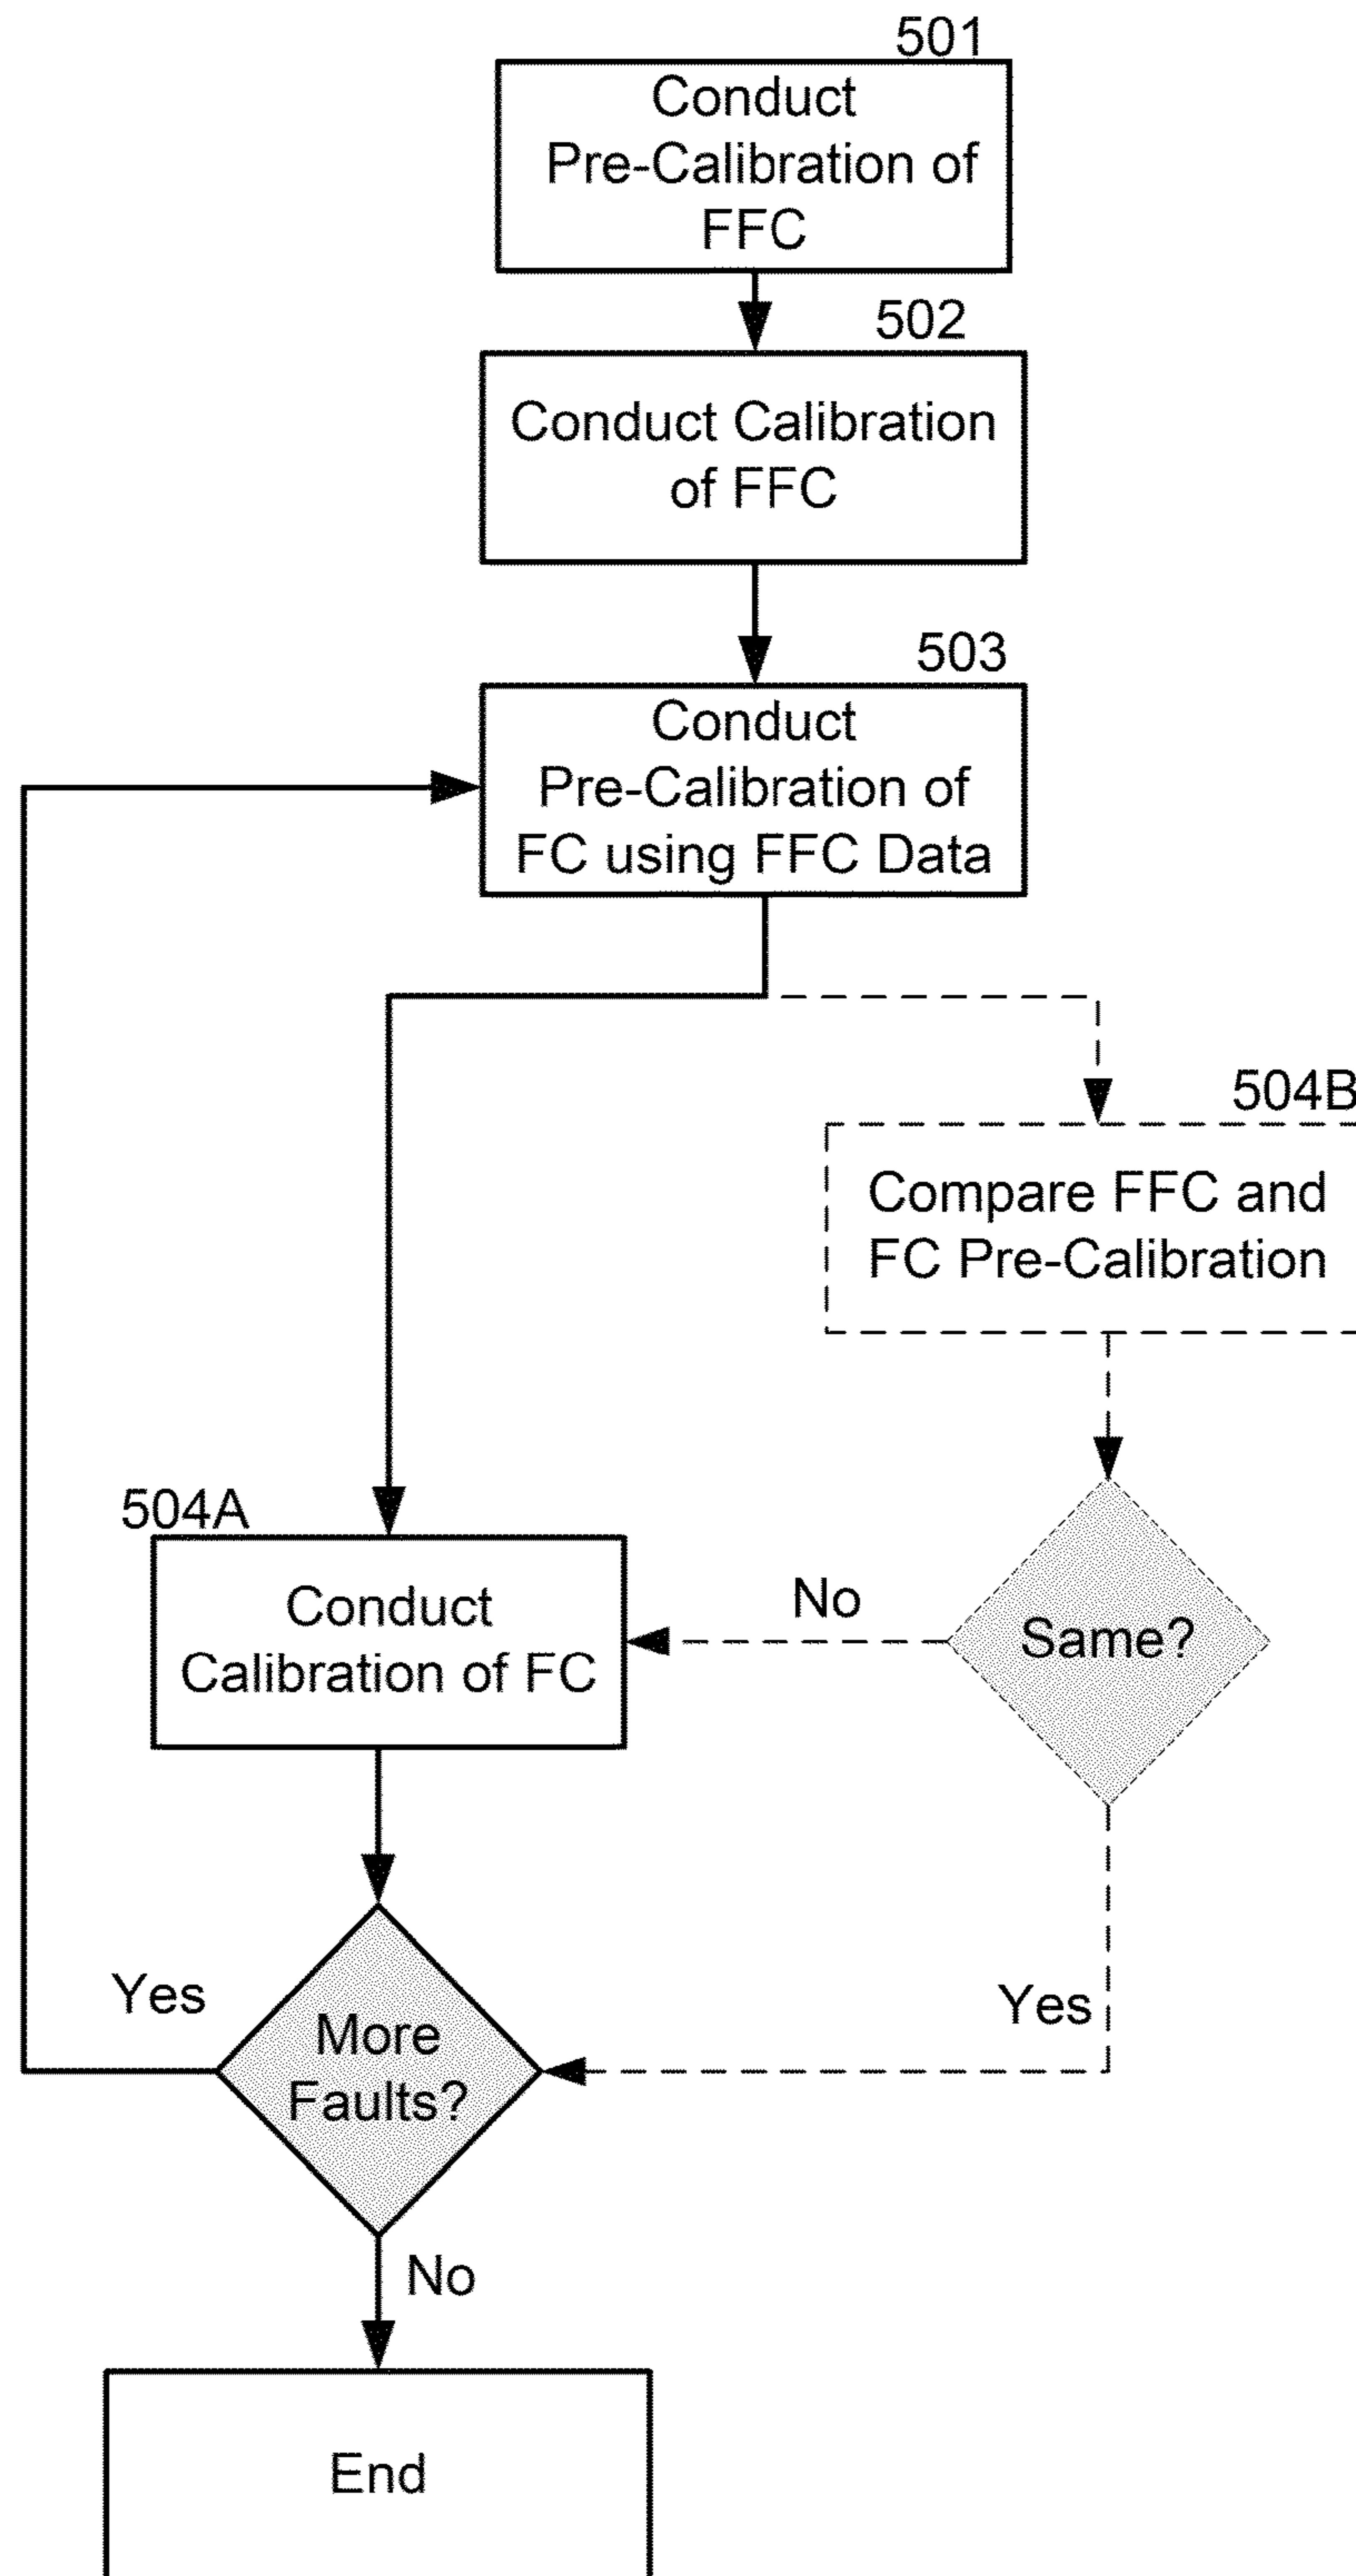 501
Conduct
Pre-Calibration of
FFC
502
Conduct Calibration
of FFC
503
Conduct
Pre-Calibration of
FC using FFC Data
504B
Compare FFC and
FC Pre-Calibration
504A
Conduct
Calibration of FC
No
Same?
Yes
More
Faults?
Yes
No
End